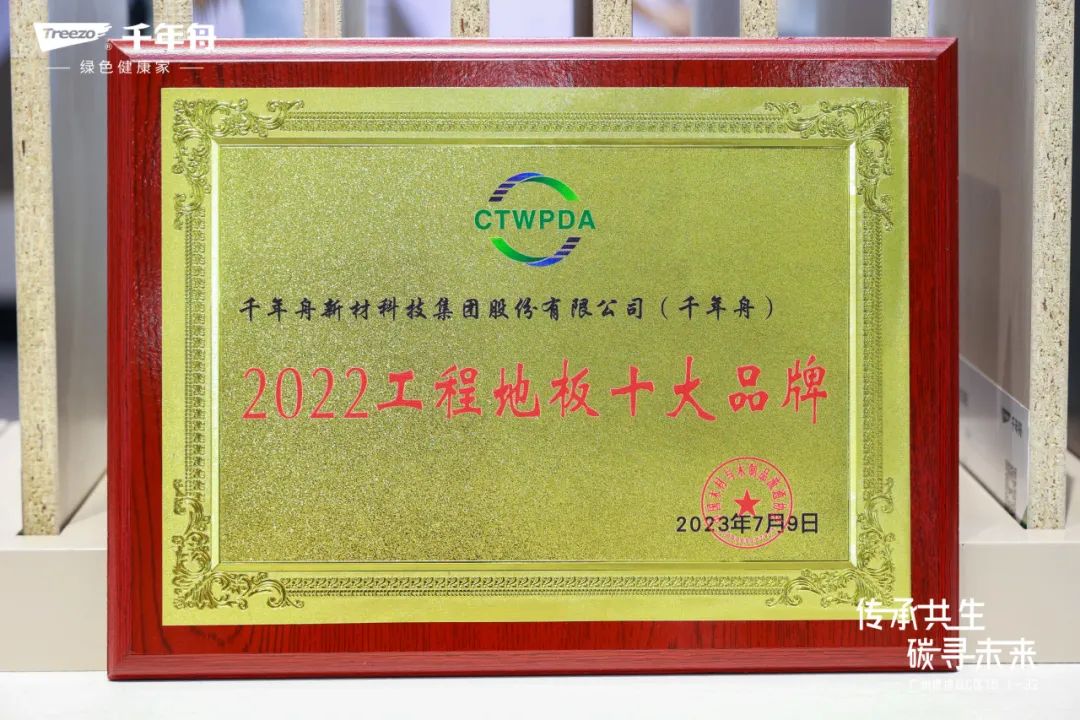 Treezo 千年舟
绿色健康家
CTWPDA
千年舟新材科技集团股份有限公司（千年舟）
2022工程地板十大品牌
2023年7月9日
千年舟
传承共生
碳寻未来